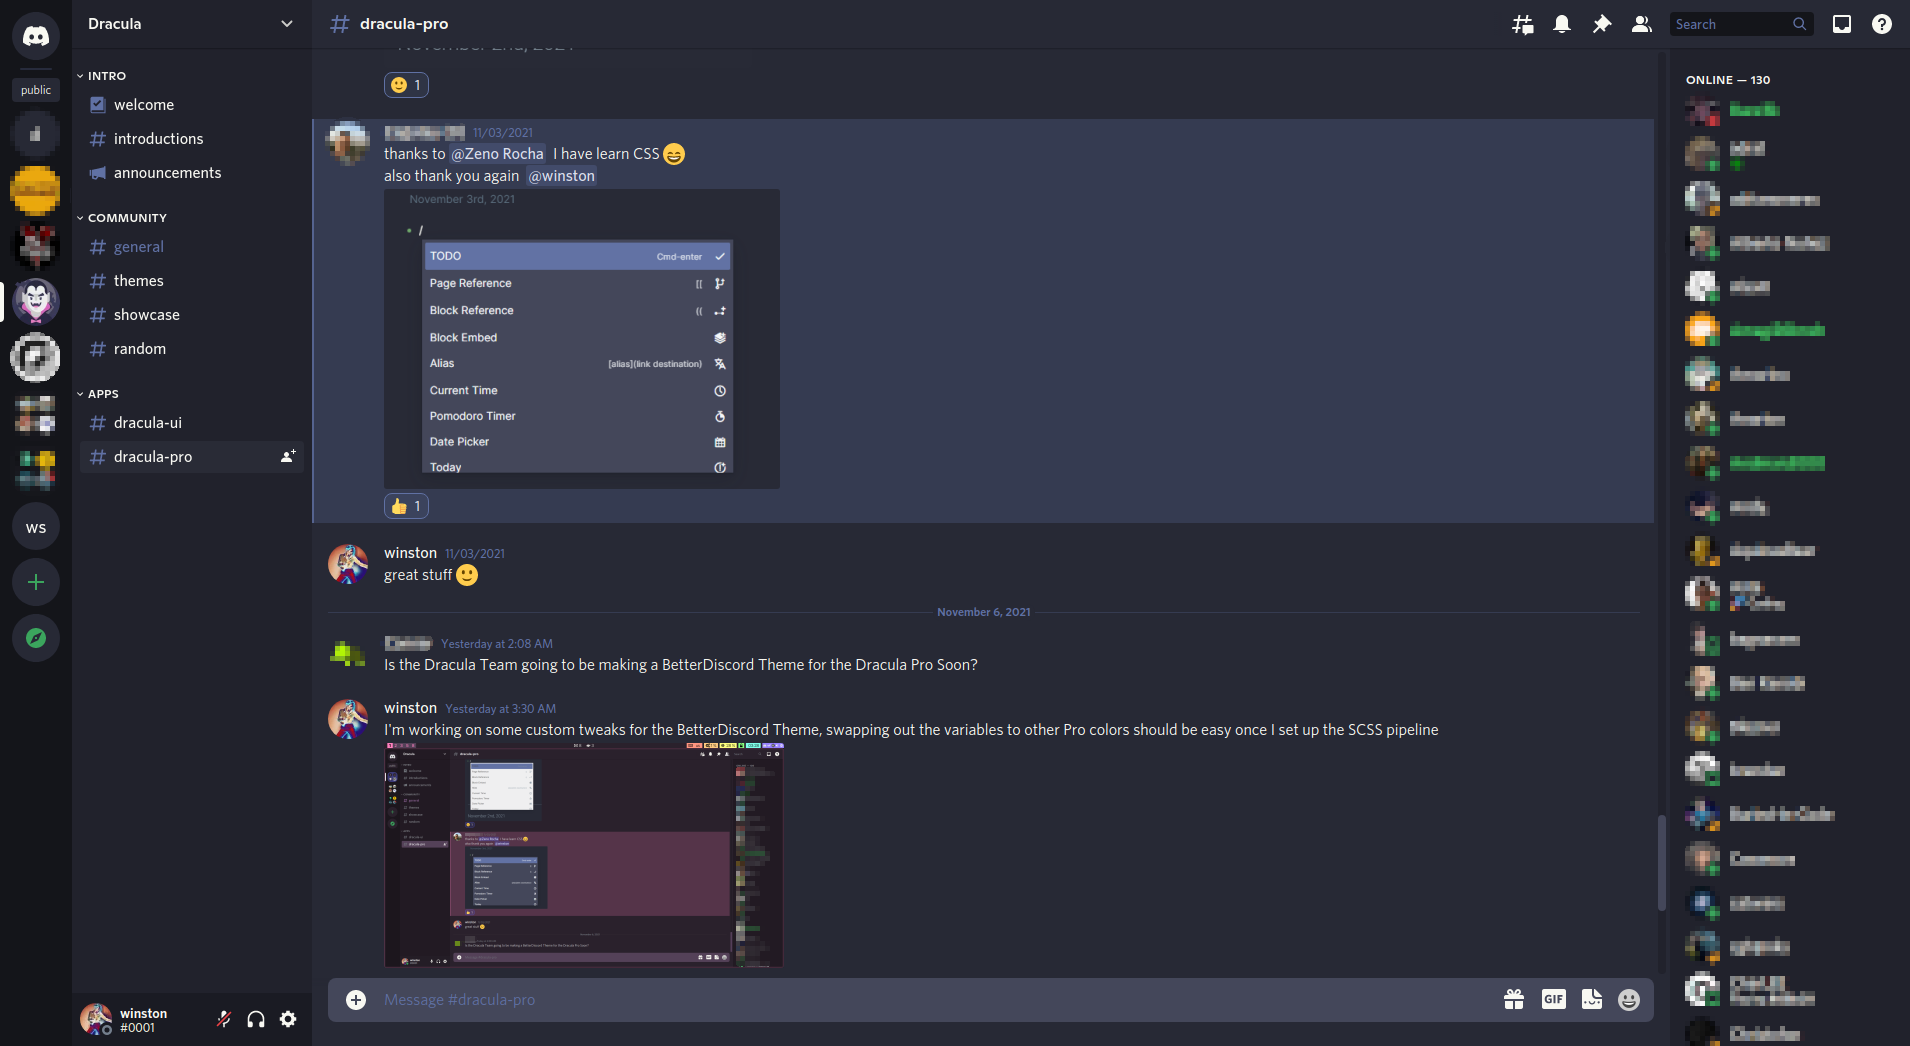 Dracula
dracula-pro
Search
public
INTRO
welcome
introductions
announcements
COMMUNITY
general
themes
showcase
random
APPS
dracula-ui
dracula-pro
WS
winston
#0001
November 2nd, 2021
1
11/03/2021
thanks to @Zeno Rocha I have learn CSS
also thank you again @winston
November 3rd, 2021
/
TODO Cmd-enter
Page Reference [[
Block Reference ((
Block Embed
Alias [alias](link destination)
Current Time
Pomodoro Timer
Date Picker
Today
1
winston 11/03/2021
great stuff
November 6, 2021
Yesterday at 2:08 AM
Is the Dracula Team going to be making a BetterDiscord Theme for the Dracula Pro Soon?
winston Yesterday at 3:30 AM
I'm working on some custom tweaks for the BetterDiscord Theme, swapping out the variables to other Pro colors should be easy once I set up the SCSS pipeline
Message #dracula-pro
GIF
ONLINE — 130